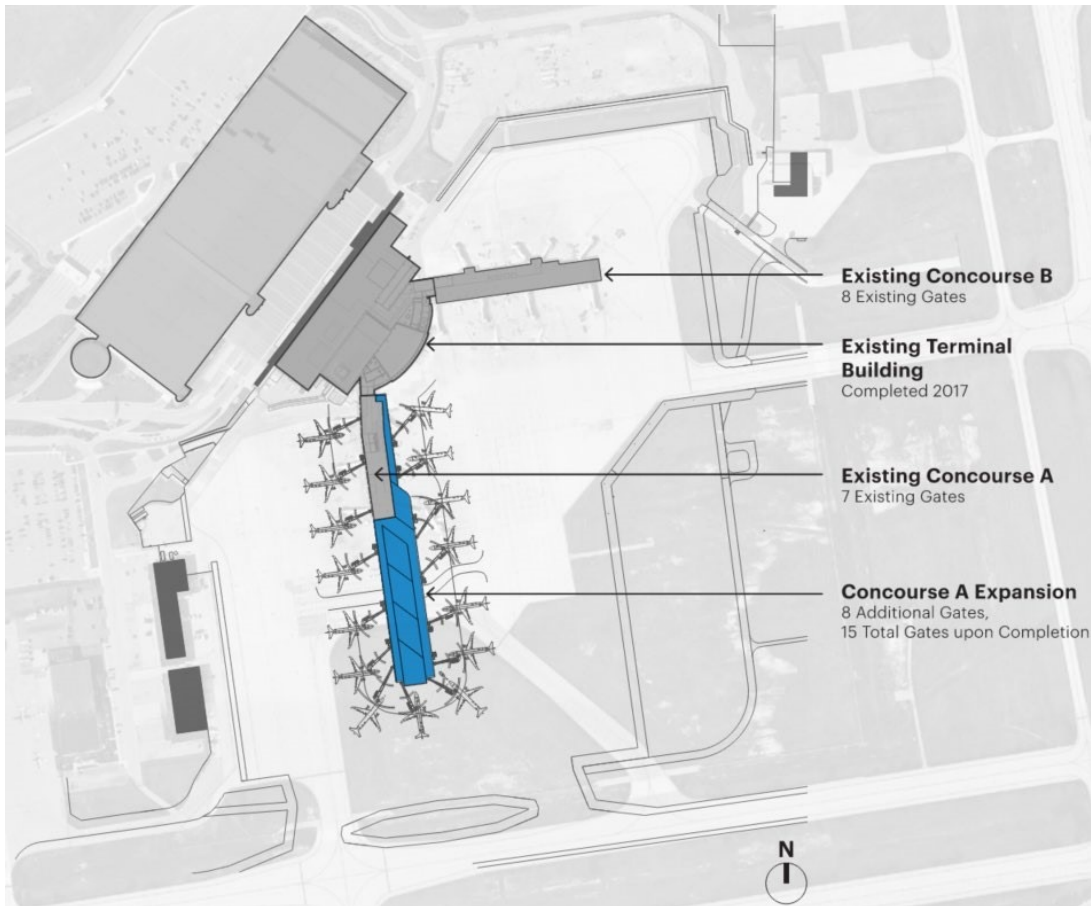 Existing Concourse B
8 Existing Gates
Existing Terminal
Building
Completed 2017
Existing Concourse A
7 Existing Gates
Concourse A Expansion
8 Additional Gates,
15 Total Gates upon Completion
N